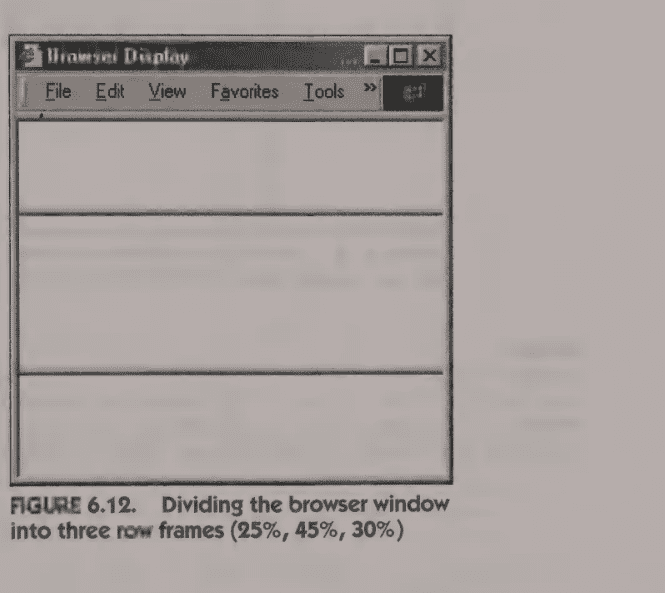 Browser Display
File Edit View Favorites Tools »
FIGURE 6.12. Dividing the browser window
into three row frames (25%, 45%, 30%)